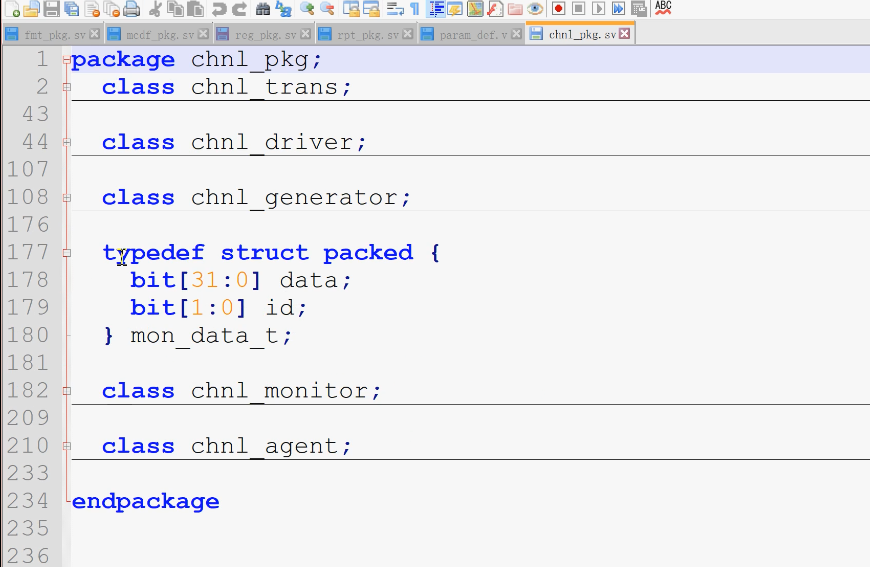 ABC
fmt_pkg.sv mcdf_pkg.sv reg_pkg.sv rpt_pkg.sv param_def.v chnl_pkg.sv
1 package chnl_pkg;
2 class chnl_trans;
43
44 class chnl_driver;
107
108 class chnl_generator;
176
177 typedef struct packed {
178 bit[31:0] data;
179 bit[1:0] id;
180 } mon_data_t;
181
182 class chnl_monitor;
209
210 class chnl_agent;
233
234 endpackage
235
236